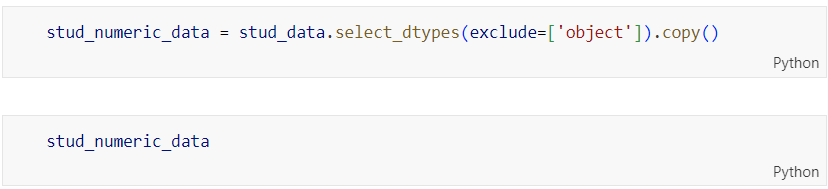 stud_numeric_data = stud_data.select_dtypes(exclude=['object']).copy()
Python
stud_numeric_data
Python